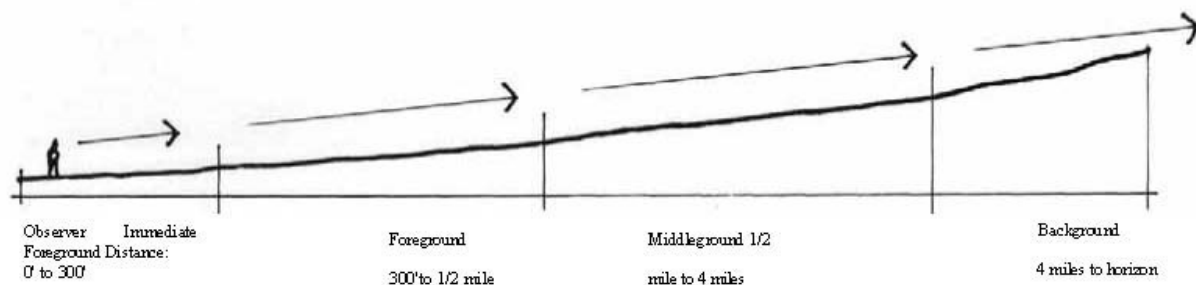 Observer Immediate
Foreground Distance:
0' to 300'
Foreground
300'to 1/2 mile
Middleground 1/2
mile to 4 miles
Background
4 miles to horizon